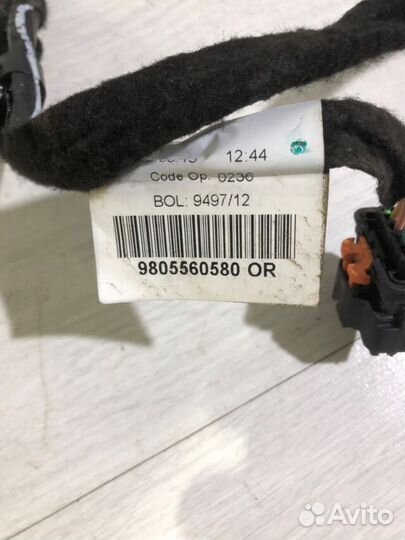 12:44
Code Op. 0230
BOL: 9497/12
9805560580 OR
Avito